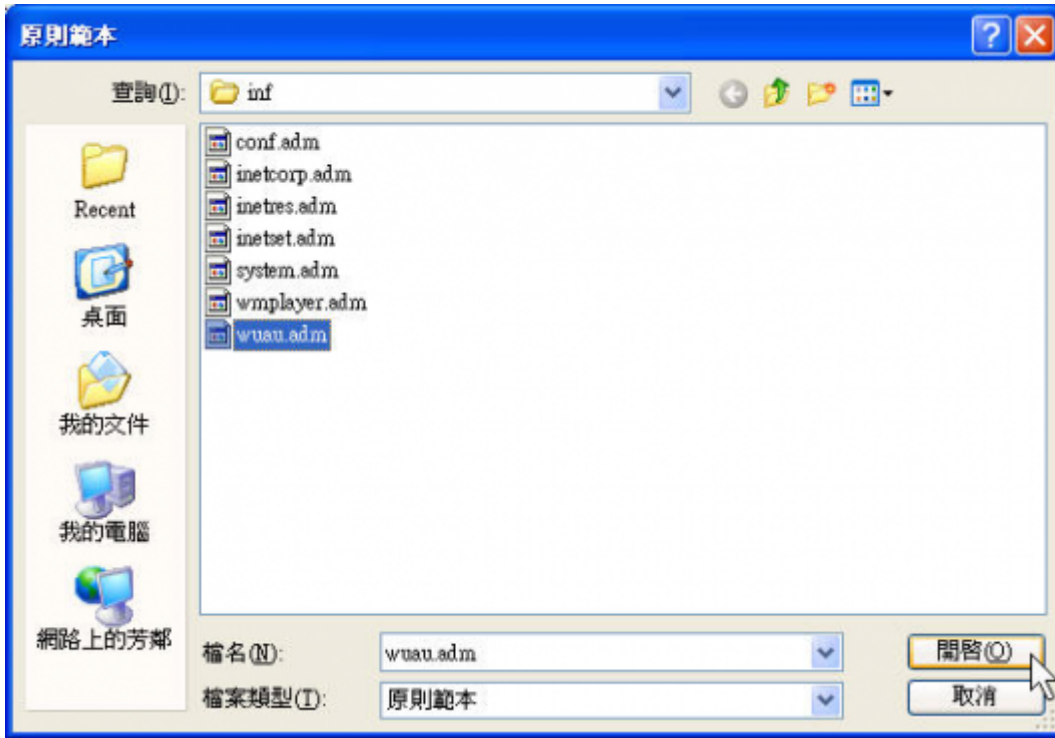 原則範本
查詢(I):
inf
Recent
桌面
我的文件
我的電腦
網路上的芳鄰
conf.adm
inetcorp.adm
inetres.adm
inetset.adm
system.adm
wmplayer.adm
wuau.adm
檔名(N):
wuau.adm
開啓(O)
檔案類型(T):
原則範本
取消